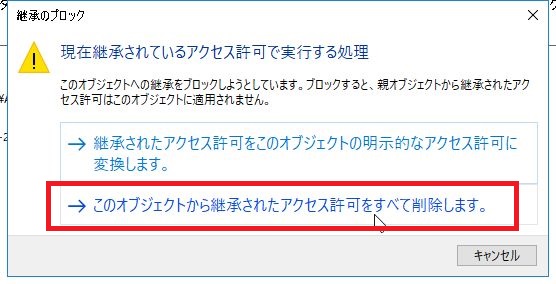 継承のブロック
現在継承されているアクセス許可で実行する処理
このオブジェクトへの継承をブロックしようとしています。ブロックすると、親オブジェクトから継承されたアク
セス許可はこのオブジェクトに適用されません。
継承されたアクセス許可をこのオブジェクトの明示的なアクセス許可に
変換します。
このオブジェクトから継承されたアクセス許可をすべて削除します。
キャンセル